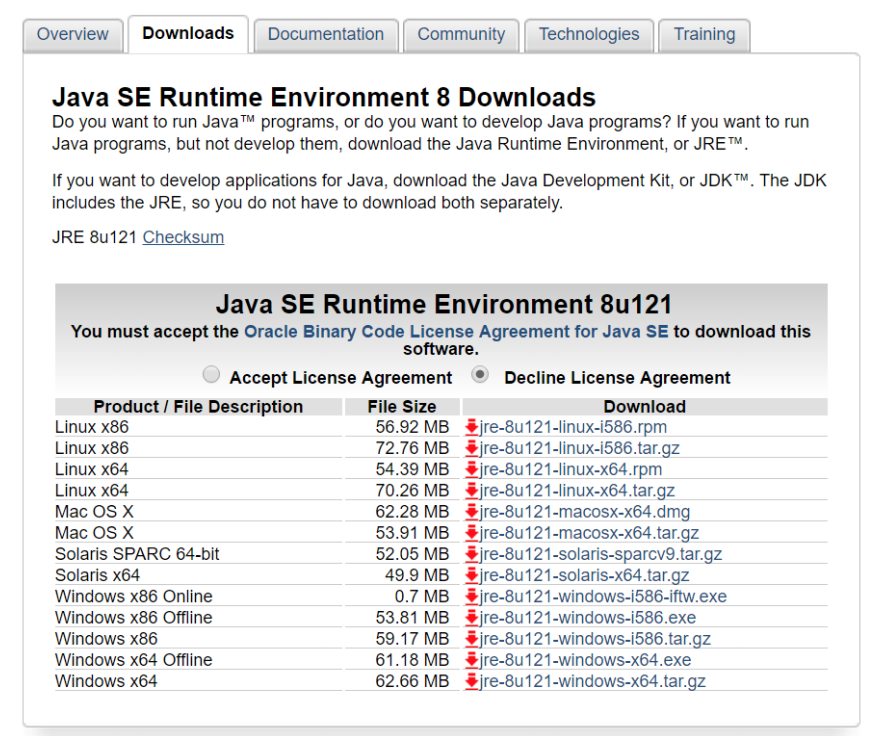 Overview Downloads Documentation Community Technologies Training
Java SE Runtime Environment 8 Downloads
Do you want to run Java™ programs, or do you want to develop Java programs? If you want to run
Java programs, but not develop them, download the Java Runtime Environment, or JRE™.
If you want to develop applications for Java, download the Java Development Kit, or JDK™. The JDK
includes the JRE, so you do not have to download both separately.
JRE 8u121 Checksum
Java SE Runtime Environment 8u121
You must accept the Oracle Binary Code License Agreement for Java SE to download this
software.
Accept License Agreement Decline License Agreement
Product / File Description File Size Download
Linux x86 56.92 MB jre-8u121-linux-i586.rpm
Linux x86 72.76 MB jre-8u121-linux-i586.tar.gz
Linux x64 54.39 MB jre-8u121-linux-x64.rpm
Linux x64 70.26 MB jre-8u121-linux-x64.tar.gz
Mac OS X 62.28 MB jre-8u121-macosx-x64.dmg
Mac OS X 53.91 MB jre-8u121-macosx-x64.tar.gz
Solaris SPARC 64-bit 52.05 MB jre-8u121-solaris-sparcv9.tar.gz
Solaris x64 49.9 MB jre-8u121-solaris-x64.tar.gz
Windows x86 Online 0.7 MB jre-8u121-windows-i586-iftw.exe
Windows x86 Offline 53.81 MB jre-8u121-windows-i586.exe
Windows x86 59.17 MB jre-8u121-windows-i586.tar.gz
Windows x64 Offline 61.18 MB jre-8u121-windows-x64.exe
Windows x64 62.66 MB jre-8u121-windows-x64.tar.gz